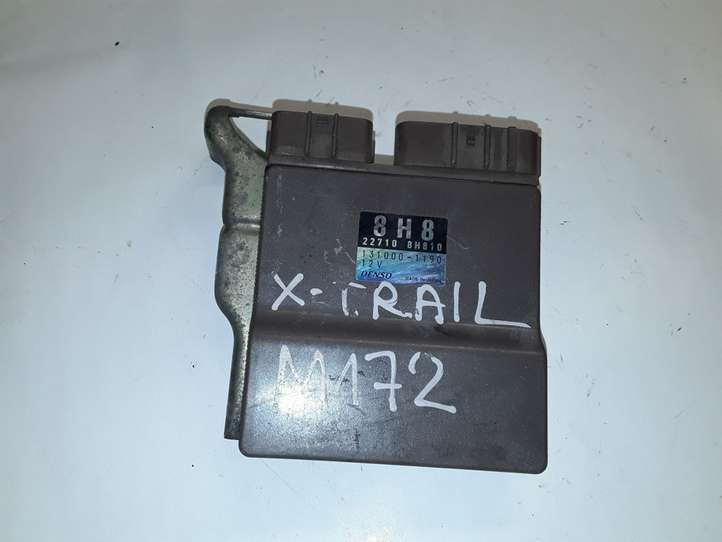 8H8
22710 8H810
131000-1190
12V
DENSO
X-TRAIL
M172